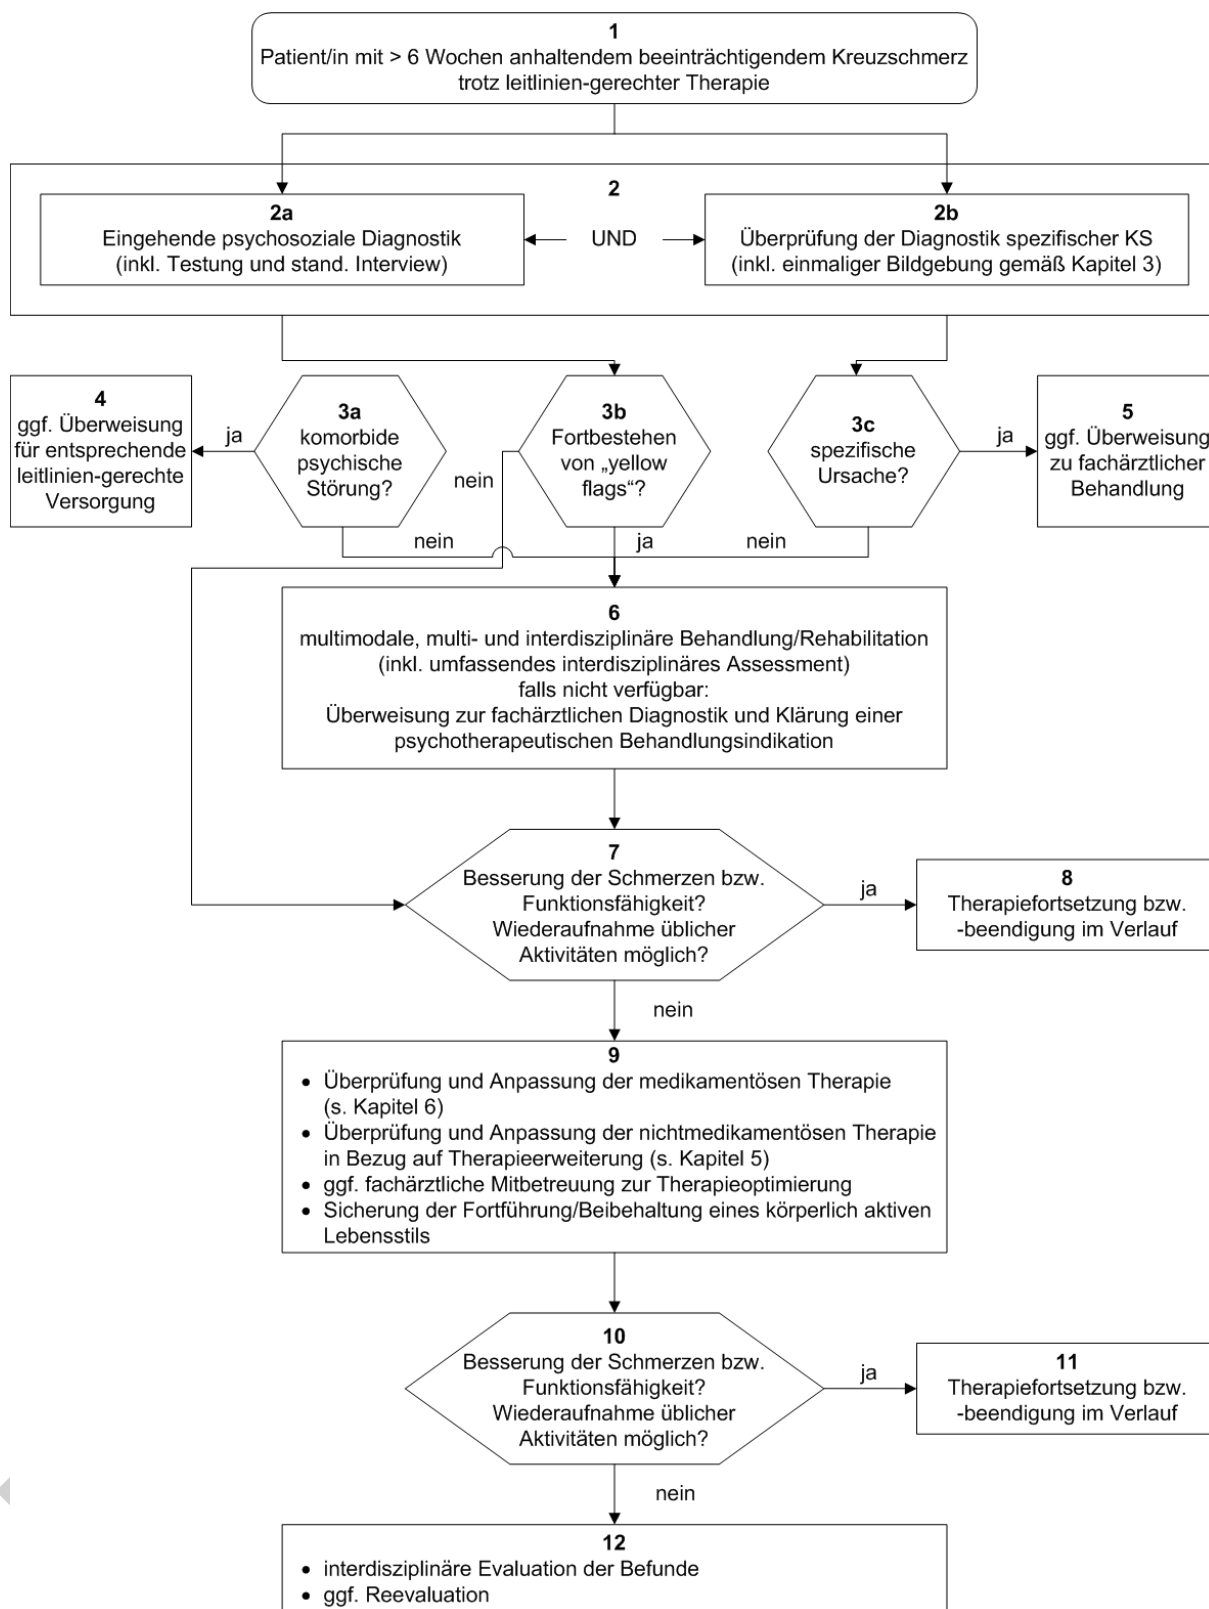 1
Patient/in mit > 6 Wochen anhaltendem beeinträchtigendem Kreuzschmerz
trotz leitlinien-gerechter Therapie
2
2a
Eingehende psychosoziale Diagnostik
(inkl. Testung und stand. Interview)
UND
2b
Überprüfung der Diagnostik spezifischer KS
(inkl. einmaliger Bildgebung gemäß Kapitel 3)
4
ggf. Überweisung
für entsprechende
leitlinien-gerechte
Versorgung
ja
3a
komorbide
psychische
Störung?
nein
nein
3b
Fortbestehen
von „yellow
flags“?
ja
3c
spezifische
Ursache?
nein
ja
5
ggf. Überweisung
zu fachärztlicher
Behandlung
6
multimodale, multi- und interdisziplinäre Behandlung/Rehabilitation
(inkl. umfassendes interdisziplinäres Assessment)
falls nicht verfügbar:
Überweisung zur fachärztlichen Diagnostik und Klärung einer
psychotherapeutischen Behandlungsindikation
7
Besserung der Schmerzen bzw.
Funktionsfähigkeit?
Wiederaufnahme üblicher
Aktivitäten möglich?
ja
8
Therapiefortsetzung bzw.
-beendigung im Verlauf
nein
9
• Überprüfung und Anpassung der medikamentösen Therapie
(s. Kapitel 6)
• Überprüfung und Anpassung der nichtmedikamentösen Therapie
in Bezug auf Therapieerweiterung (s. Kapitel 5)
• ggf. fachärztliche Mitbetreuung zur Therapieoptimierung
• Sicherung der Fortführung/Beibehaltung eines körperlich aktiven
Lebensstils
10
Besserung der Schmerzen bzw.
Funktionsfähigkeit?
Wiederaufnahme üblicher
Aktivitäten möglich?
ja
11
Therapiefortsetzung bzw.
-beendigung im Verlauf
nein
12
• interdisziplinäre Evaluation der Befunde
• ggf. Reevaluation